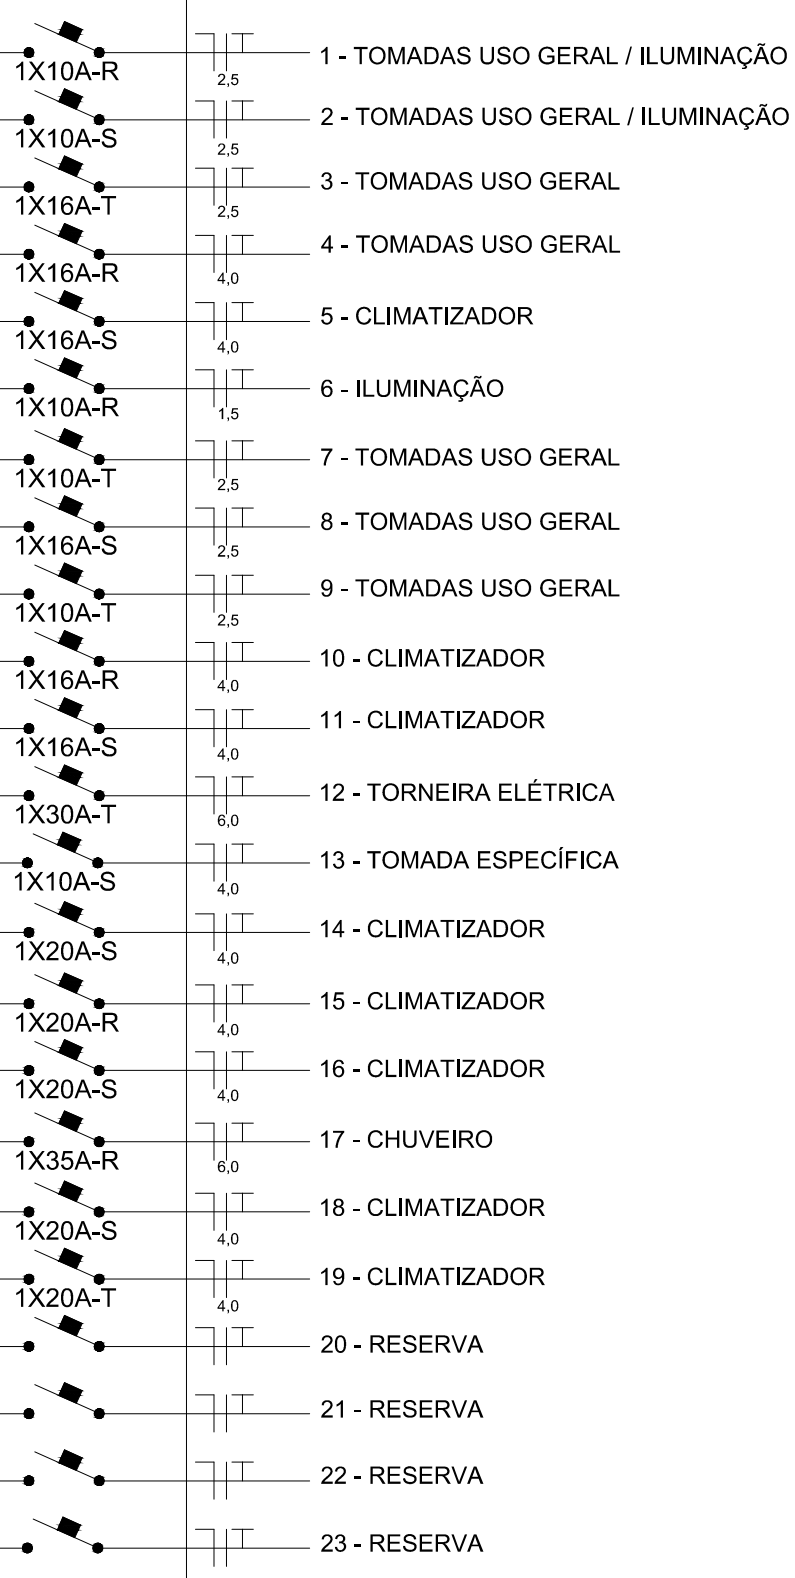 1 - TOMADAS USO GERAL / ILUMINAÇÃO
1X10A-R
2,5
2 - TOMADAS USO GERAL / ILUMINAÇÃO
1X10A-S
2,5
3 - TOMADAS USO GERAL
1X16A-T
2,5
4 - TOMADAS USO GERAL
1X16A-R
4,0
5 - CLIMATIZADOR
1X16A-S
4,0
6 - ILUMINAÇÃO
1X10A-R
1,5
7 - TOMADAS USO GERAL
1X10A-T
2,5
8 - TOMADAS USO GERAL
1X16A-S
2,5
9 - TOMADAS USO GERAL
1X10A-T
2,5
10 - CLIMATIZADOR
1X16A-R
4,0
11 - CLIMATIZADOR
1X16A-S
4,0
12 - TORNEIRA ELÉTRICA
1X30A-T
6,0
13 - TOMADA ESPECÍFICA
1X10A-S
4,0
14 - CLIMATIZADOR
1X20A-S
4,0
15 - CLIMATIZADOR
1X20A-R
4,0
16 - CLIMATIZADOR
1X20A-S
4,0
17 - CHUVEIRO
1X35A-R
6,0
18 - CLIMATIZADOR
1X20A-S
4,0
19 - CLIMATIZADOR
1X20A-T
4,0
20 - RESERVA
21 - RESERVA
22 - RESERVA
23 - RESERVA